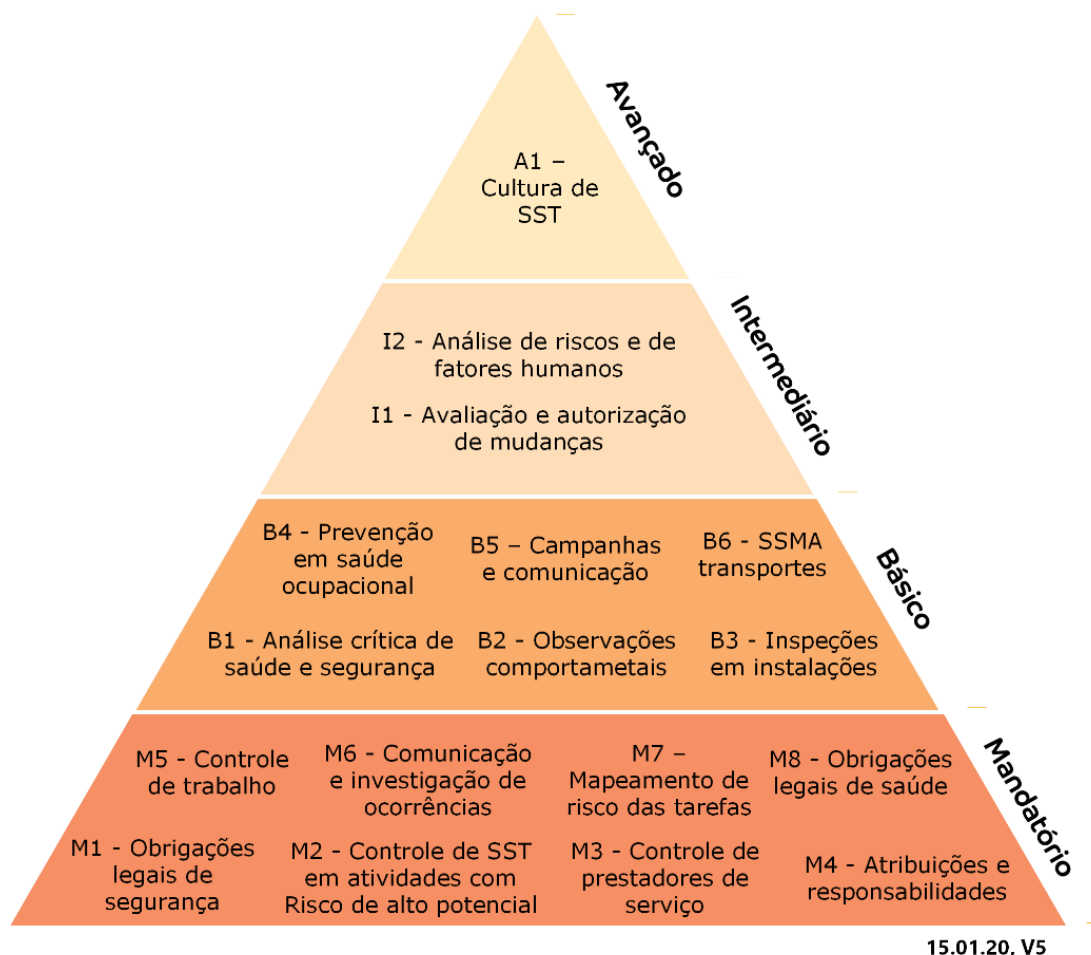 Avançado
A1 –
Cultura de
SST
Intermediário
I2 - Análise de riscos e de
fatores humanos
I1 - Avaliação e autorização
de mudanças
Básico
B4 - Prevenção
em saúde
ocupacional
B5 – Campanhas
e comunicação
B6 - SSMA
transportes
B1 - Análise crítica de
saúde e segurança
B2 - Observações
comportametais
B3 - Inspeções
em instalações
Mandatório
M5 - Controle
de trabalho
M6 - Comunicação
e investigação de
ocorrências
M7 –
Mapeamento de
risco das tarefas
M8 - Obrigações
legais de saúde
M1 - Obrigações
legais de
segurança
M2 - Controle de SST
em atividades com
Risco de alto potencial
M3 - Controle de
prestadores de
serviço
M4 - Atribuições e
responsabilidades
15.01.20, V5